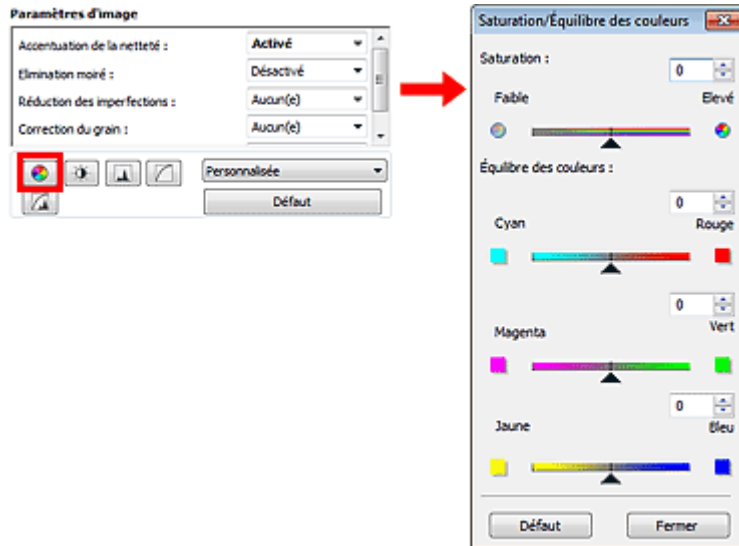 Paramètres d'image
Accentuation de la netteté : Activé
Elimination moiré : Désactivé
Réduction des imperfections : Aucun(e)
Correction du grain : Aucun(e)
Personnalisée
Défaut
Saturation/Équilibre des couleurs
Saturation :
0
Faible Elevé
Équilibre des couleurs :
0
Cyan Rouge
0
Magenta Vert
0
Jaune Bleu
Défaut Fermer